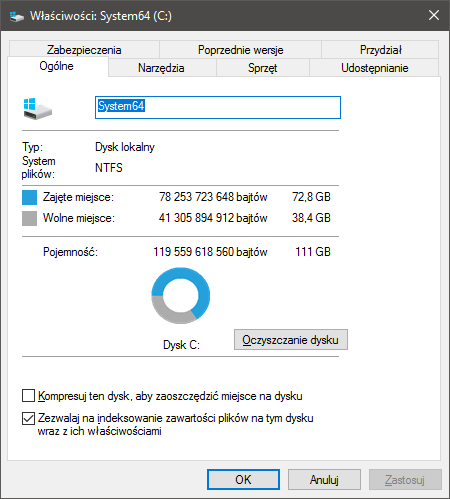 Właściwości: System64 (C:)
Zabezpieczenia Poprzednie wersje Przydział
Ogólne Narzędzia Sprzęt Udostępnianie
System64
Typ: Dysk lokalny
System plików: NTFS
Zajęte miejsce: 78 253 723 648 bajtów 72,8 GB
Wolne miejsce: 41 305 894 912 bajtów 38,4 GB
Pojemność: 119 559 618 560 bajtów 111 GB
Dysk C: Oczyszczanie dysku
Kompresuj ten dysk, aby zaoszczędzić miejsce na dysku
Zezwalaj na indeksowanie zawartości plików na tym dysku
wraz z ich właściwościami
OK Anuluj Zastosuj